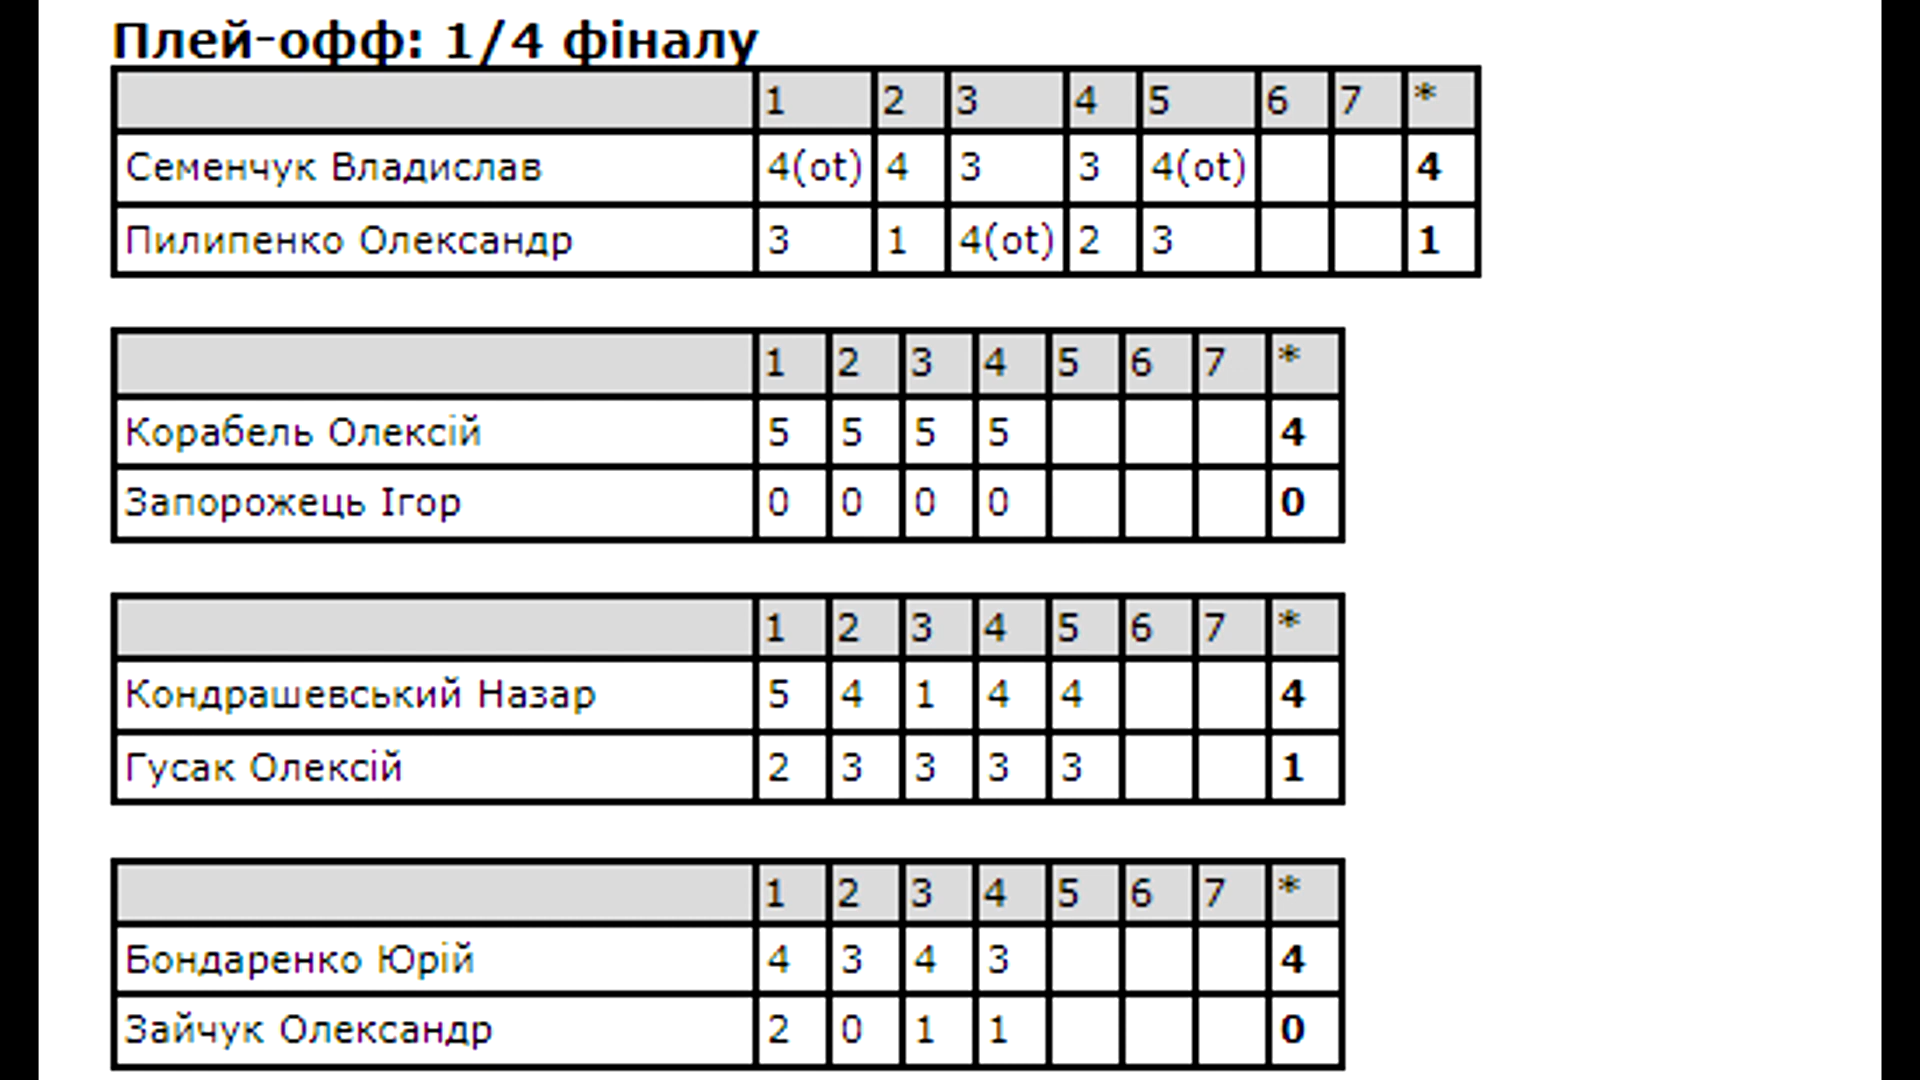 Плей-офф: 1/4 фіналу
1 2 3 4 5 6 7 *
Семенчук Владислав 4(ot) 4 3 3 4(ot) 4
Пилипенко Олександр 3 1 4(ot) 2 3 1
1 2 3 4 5 6 7 *
Корабель Олексій 5 5 5 5 4
Запорожець Ігор 0 0 0 0 0
1 2 3 4 5 6 7 *
Кондрашевський Назар 5 4 1 4 4 4
Гусак Олексій 2 3 3 3 3 1
1 2 3 4 5 6 7 *
Бондаренко Юрій 4 3 4 3 4
Зайчук Олександр 2 0 1 1 0